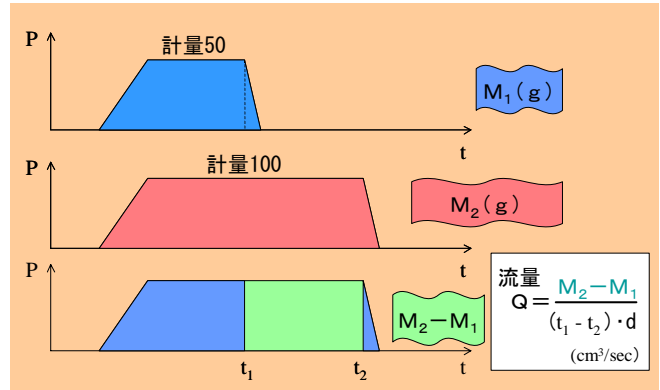 P
計量50
M₁(g)
t
P
計量100
M₂(g)
t
P
M₂−M₁
t₁
t₂
t
流量
Q=M₂−M₁
(t₁ - t₂)・d
(cm³/sec)